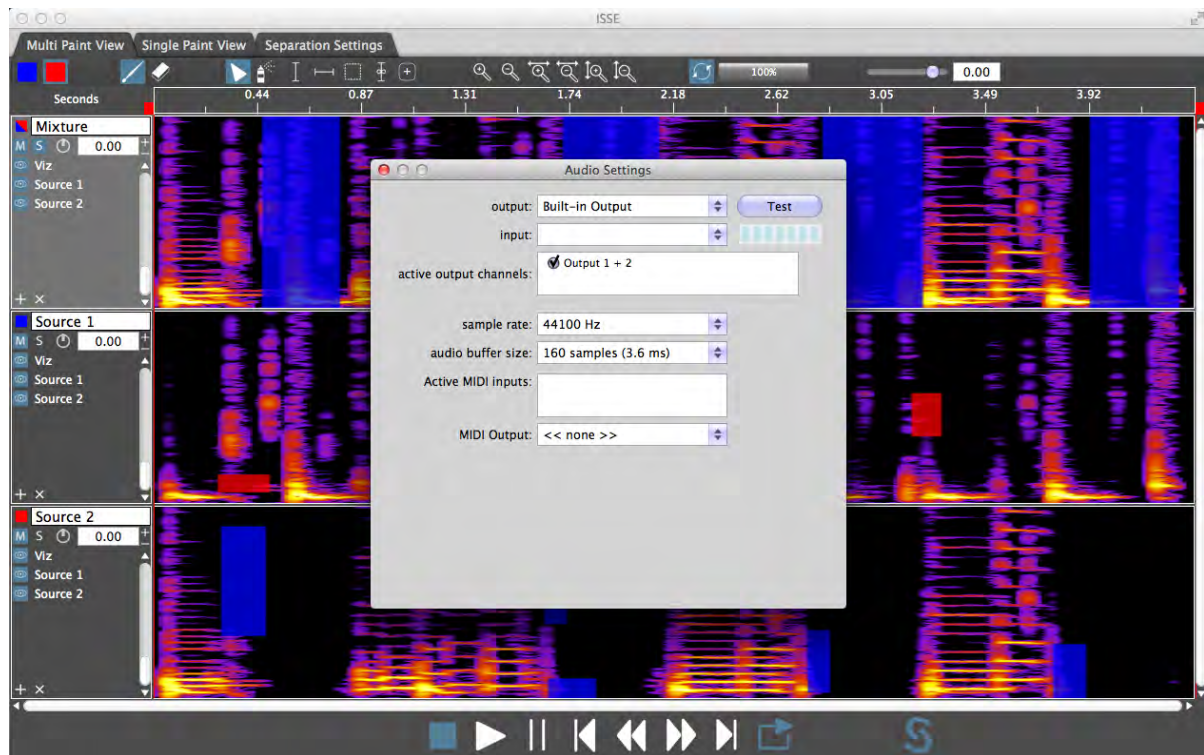 ISSE
Multi Paint View Single Paint View Separation Settings
100% 0.00
Seconds 0.44 0.87 1.31 1.74 2.18 2.62 3.05 3.49 3.92
Mixture
M S 0.00 + -
Viz
Source 1
Source 2
+ ×
Source 1
M S 0.00 + -
Viz
Source 1
Source 2
+ ×
Source 2
M S 0.00 + -
Viz
Source 1
Source 2
+ ×
Audio Settings
output: Built-in Output Test
input:
active output channels: Output 1 + 2
sample rate: 44100 Hz
audio buffer size: 160 samples (3.6 ms)
Active MIDI inputs:
MIDI Output: << none >>